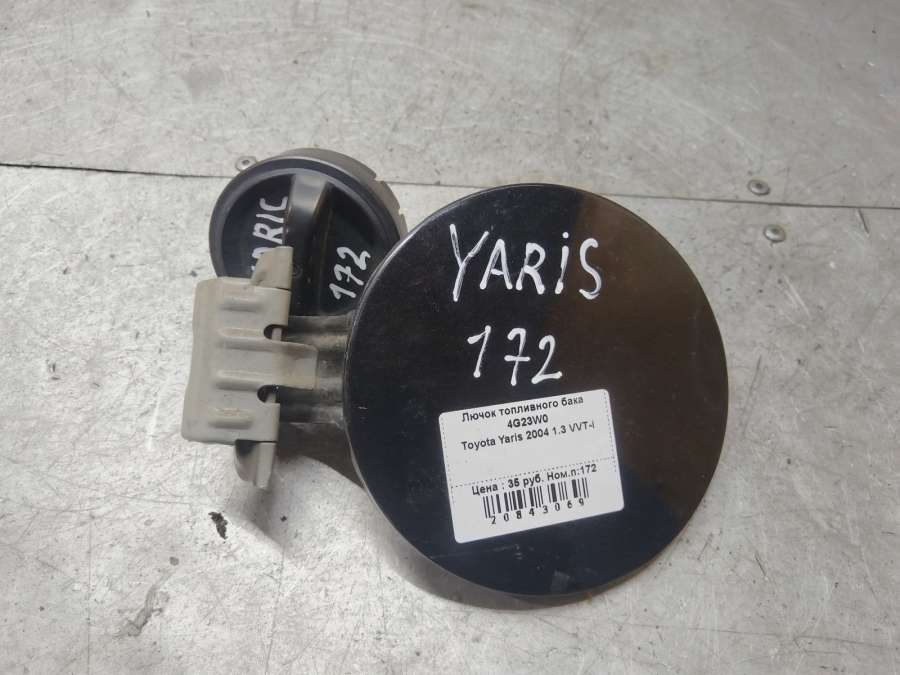 YARIS
172
172
Лючок топливного бака
4G23W0
Toyota Yaris 2004 1.3 VVT-i
Цена : 35 руб. Ном.п:172
20843069